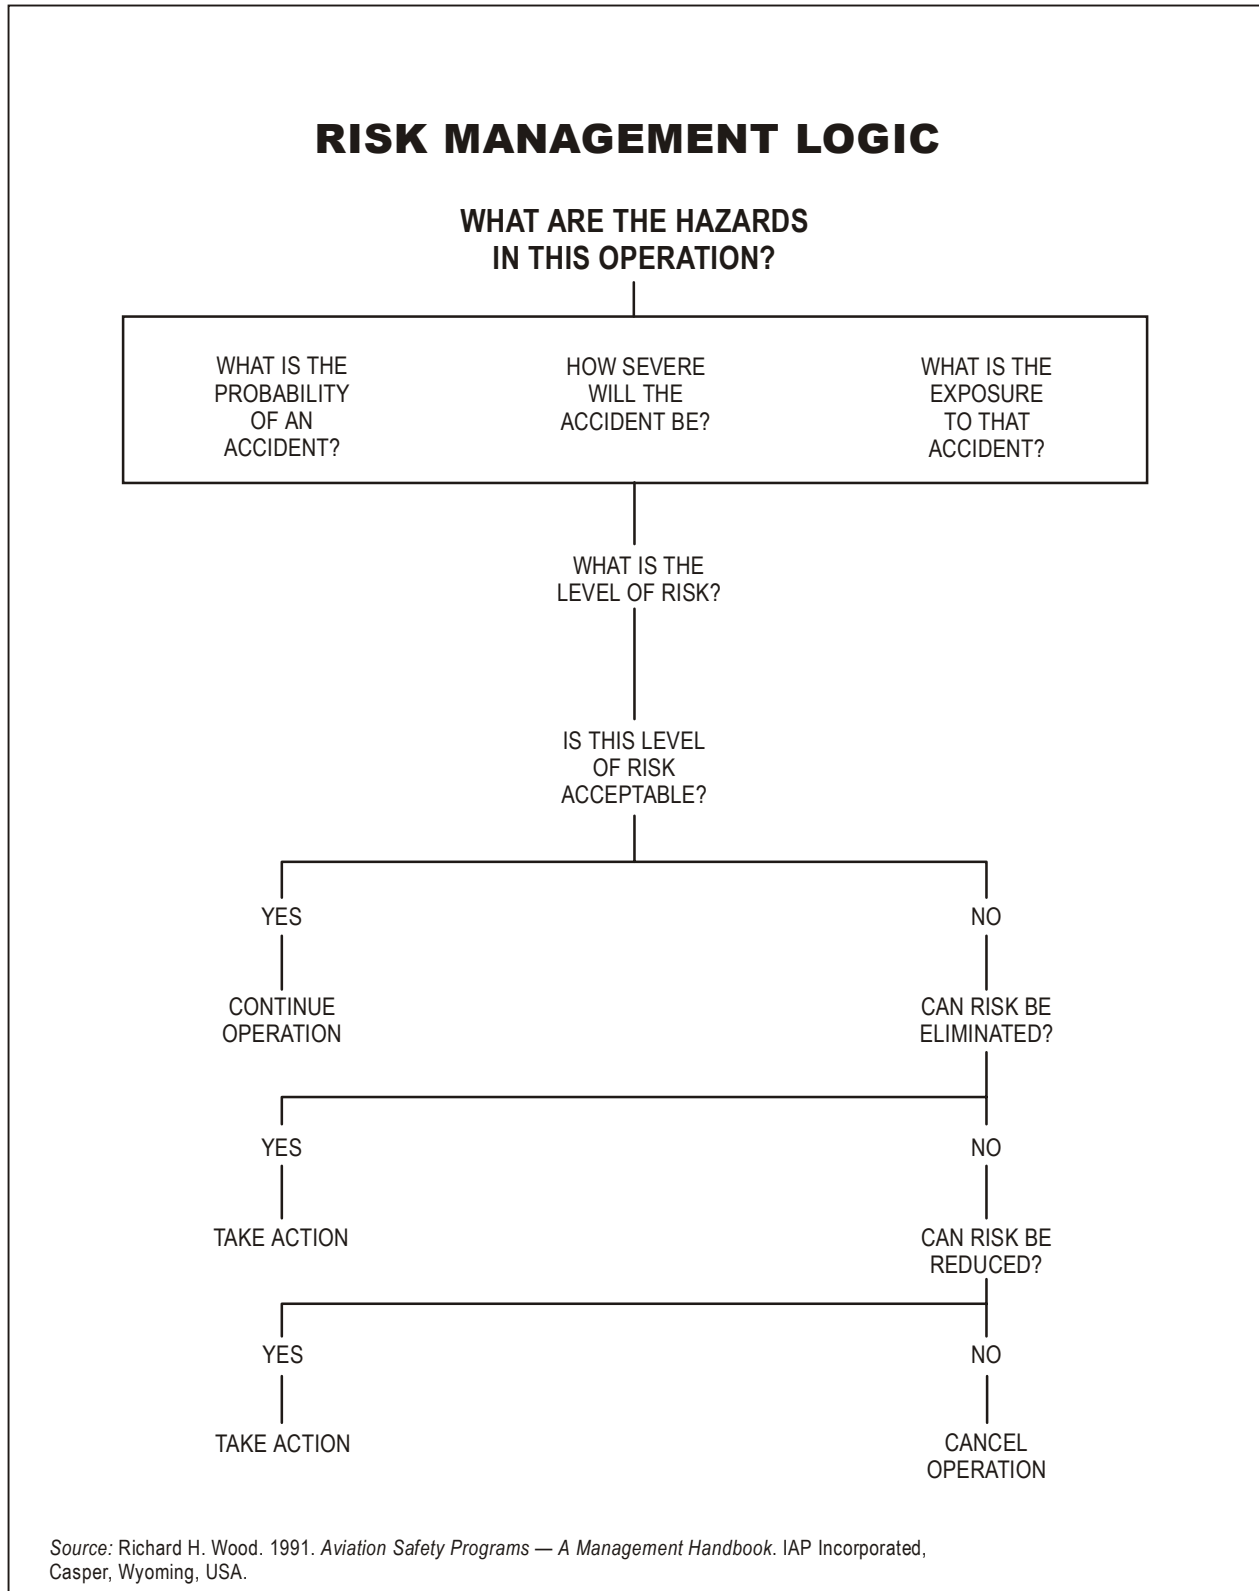 RISK MANAGEMENT LOGIC
WHAT ARE THE HAZARDS
IN THIS OPERATION?
WHAT IS THE
PROBABILITY
OF AN
ACCIDENT?
HOW SEVERE
WILL THE
ACCIDENT BE?
WHAT IS THE
EXPOSURE
TO THAT
ACCIDENT?
WHAT IS THE
LEVEL OF RISK?
IS THIS LEVEL
OF RISK
ACCEPTABLE?
YES
NO
CONTINUE
OPERATION
CAN RISK BE
ELIMINATED?
YES
NO
TAKE ACTION
CAN RISK BE
REDUCED?
YES
NO
TAKE ACTION
CANCEL
OPERATION
Source: Richard H. Wood. 1991. Aviation Safety Programs — A Management Handbook. IAP Incorporated,
Casper, Wyoming, USA.